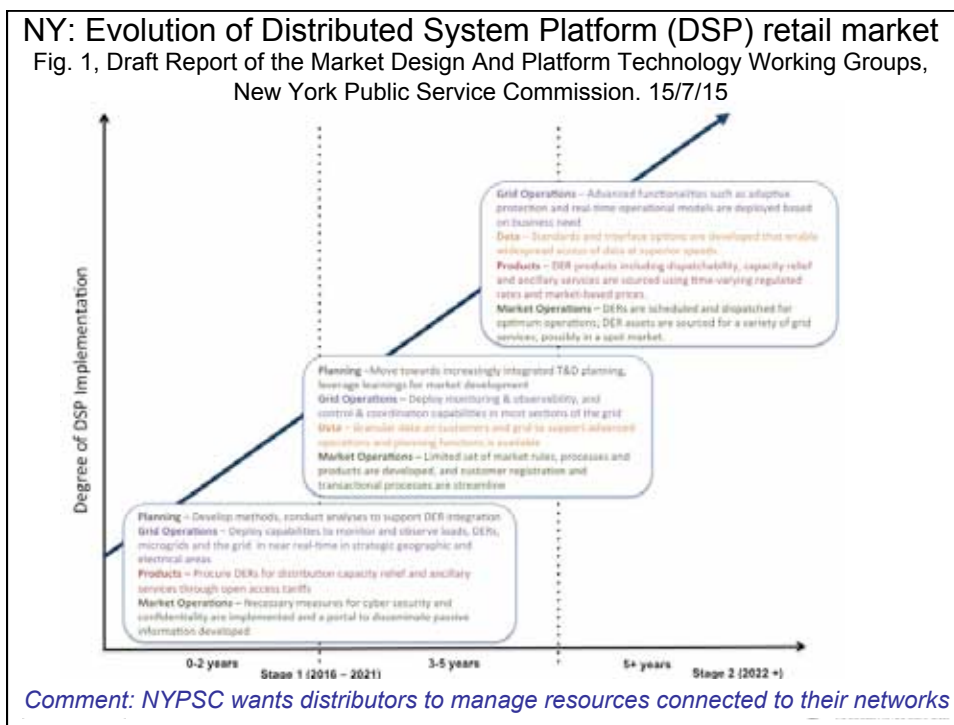 NY: Evolution of Distributed System Platform (DSP) retail market
Fig. 1, Draft Report of the Market Design And Platform Technology Working Groups,
New York Public Service Commission. 15/7/15
Grid Operations – Advanced functionalities such as adaptive
protection and real-time operational models are deployed based
on business need
Data – Standards and interface options are developed that enable
widespread access of data at superior speeds
Products – DER products including dispatchability, capacity relief
and ancillary services are sourced using time-varying regulated
rates and market-based prices.
Market Operations – DERs are scheduled and dispatched for
optimum operations; DER assets are sourced for a variety of grid
services, possibly in a spot market.
Planning –Move towards increasingly integrated T&D planning,
leverage learnings for market development
Grid Operations – Deploy monitoring & observability, and
control & coordination capabilities in most sections of the grid
Data – Granular data on customers and grid to support advanced
operations and planning functions is available
Market Operations – Limited set of market rules, processes and
products are developed, and customer registration and
transactional processes are streamline
Planning – Develop methods, conduct analyses to support DER integration
Grid Operations – Deploy capabilities to monitor and observe loads, DERs,
microgrids and the grid in near real-time in strategic geographic and
electrical areas
Products – Procure DERs for distribution capacity relief and ancillary
services through open access tariffs
Market Operations – Necessary measures for cyber security and
confidentiality are implemented and a portal to disseminate passive
information developed
Degree of DSP Implementation
0-2 years
3-5 years
5+ years
Stage 1 (2016 – 2021)
Stage 2 (2022 +)
Comment: NYPSC wants distributors to manage resources connected to their networks